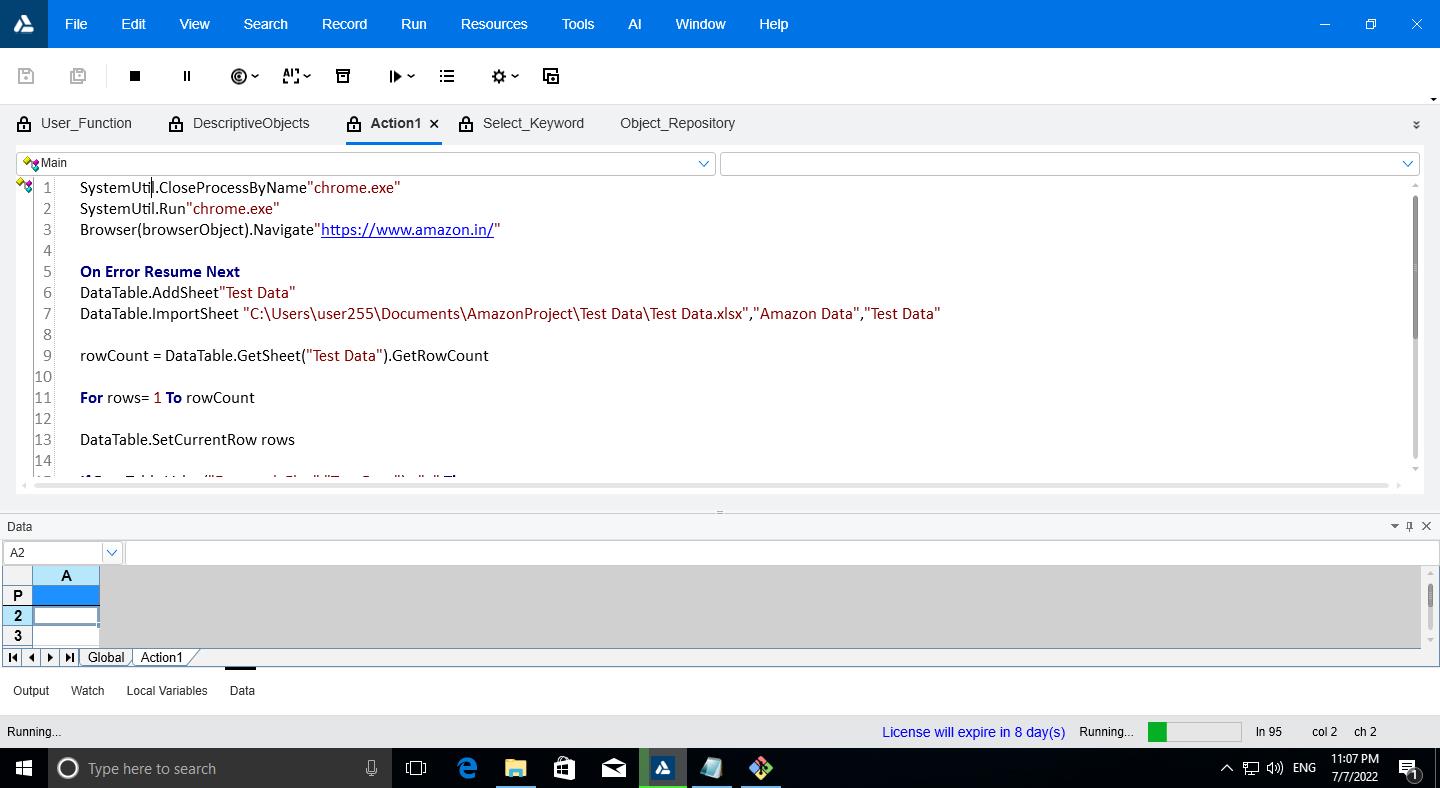 File Edit View Search Record Run Resources Tools AI Window Help
User_Function DescriptiveObjects Action1 Select_Keyword Object_Repository
Main
1 SystemUtil.CloseProcessByName"chrome.exe"
2 SystemUtil.Run"chrome.exe"
3 Browser(browserObject).Navigate"https://www.amazon.in/"
4
5 On Error Resume Next
6 DataTable.AddSheet"Test Data"
7 DataTable.ImportSheet "C:\Users\user255\Documents\AmazonProject\Test Data\Test Data.xlsx","Amazon Data","Test Data"
8
9 rowCount = DataTable.GetSheet("Test Data").GetRowCount
10
11 For rows= 1 To rowCount
12
13 DataTable.SetCurrentRow rows
14
Data
A2
A
P
2
3
Global Action1
Output Watch Local Variables Data
Running... License will expire in 8 day(s) Running... ln 95 col 2 ch 2
Type here to search ENG 11:07 PM
7/7/2022 1